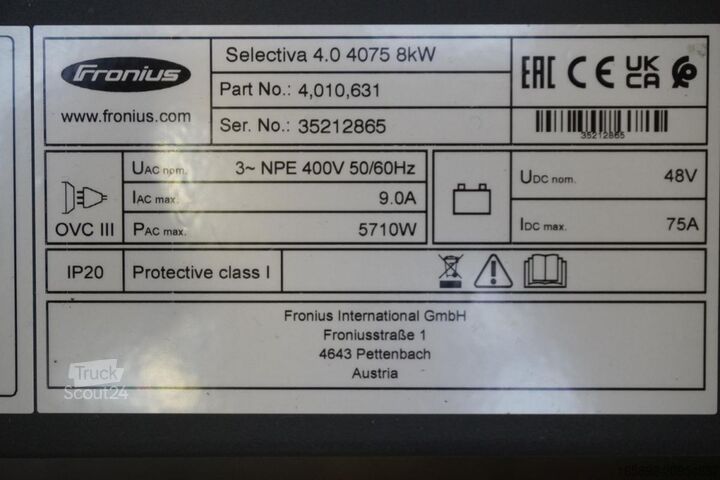 Fronius
www.fronius.com
Selectiva 4.0 4075 8kW
Part No.: 4,010,631
Ser. No.: 35212865
EAC CE UKCA
35212865
OVC III
UAC nom. 3~ NPE 400V 50/60Hz
IAC max. 9.0A
PAC max. 5710W
UDC nom. 48V
IDC max. 75A
IP20 Protective class I
Fronius International GmbH
Froniusstraße 1
4643 Pettenbach
Austria
Truck
Scout24